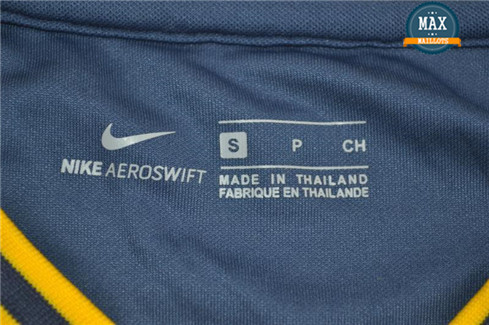 MAX
NIKE AEROSWIFT
S P CH
MADE IN THAILAND
FABRIQUE EN THAILANDE